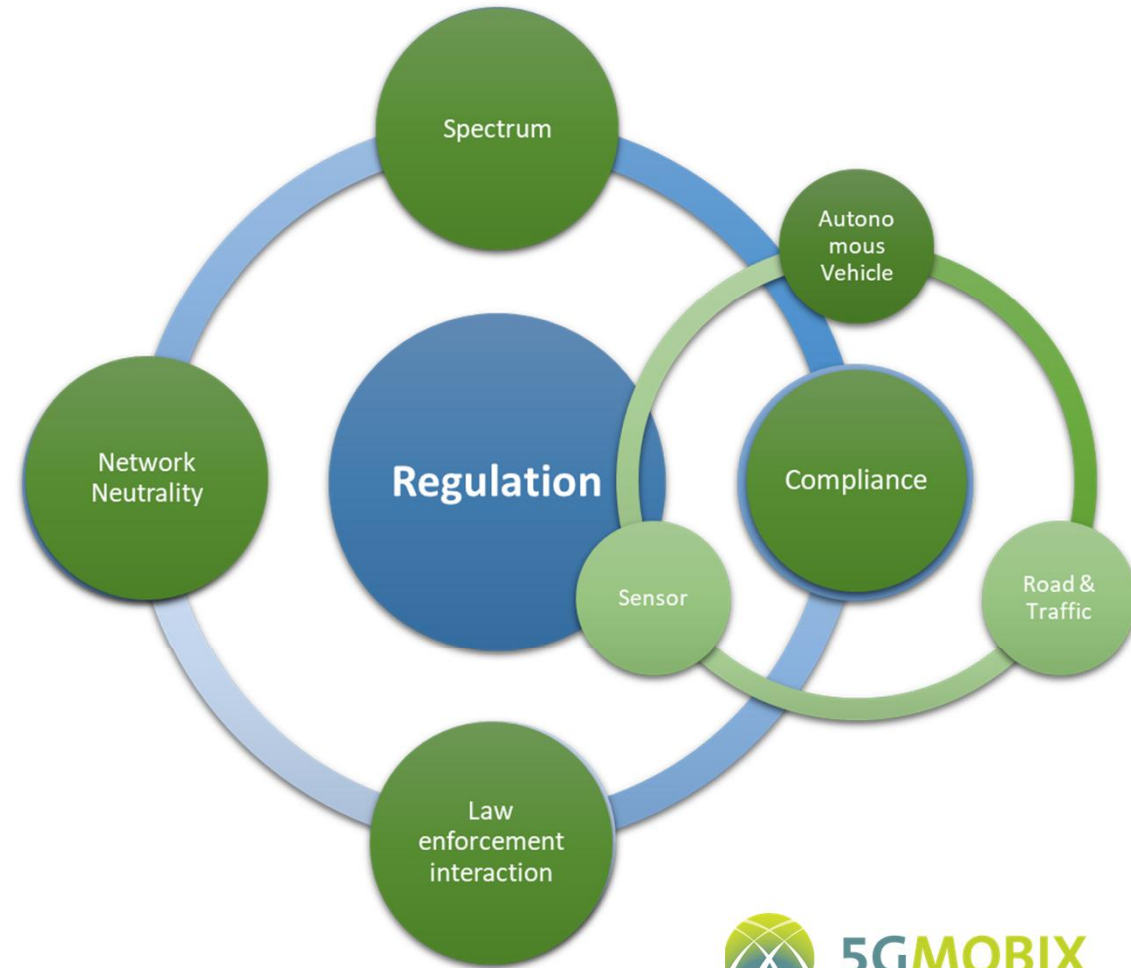 Spectrum
Autono
mous
Vehicle
Network
Neutrality
Regulation
Compliance
Sensor
Road &
Traffic
Law
enforcement
interaction
5GMOBIX